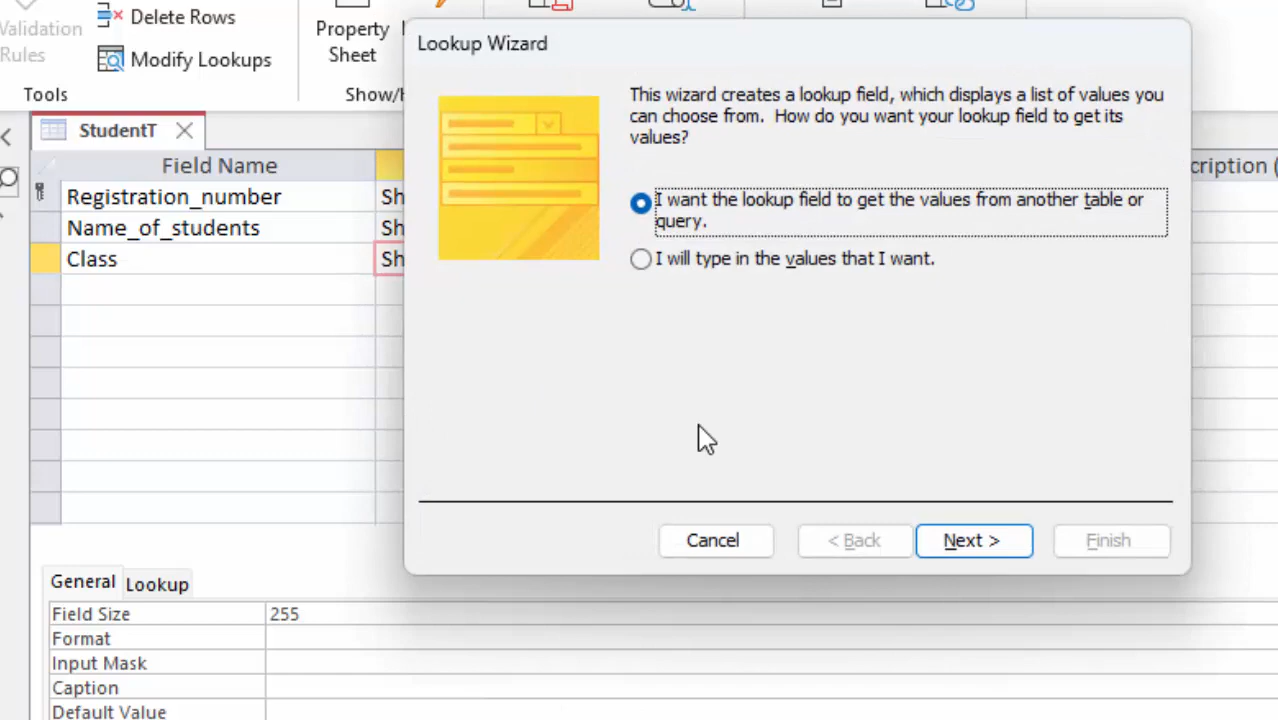 Validation
Rules
Delete Rows
Modify Lookups
Tools
Property
Sheet
Show/H
StudentT
Field Name
cription (
Registration_number
Sh
Name_of_students
Sh
Class
Sh
Lookup Wizard
This wizard creates a lookup field, which displays a list of values you
can choose from.  How do you want your lookup field to get its
values?
I want the lookup field to get the values from another table or
query.
I will type in the values that I want.
Cancel
< Back
Next >
Finish
General
Lookup
Field Size
255
Format
Input Mask
Caption
Default Value